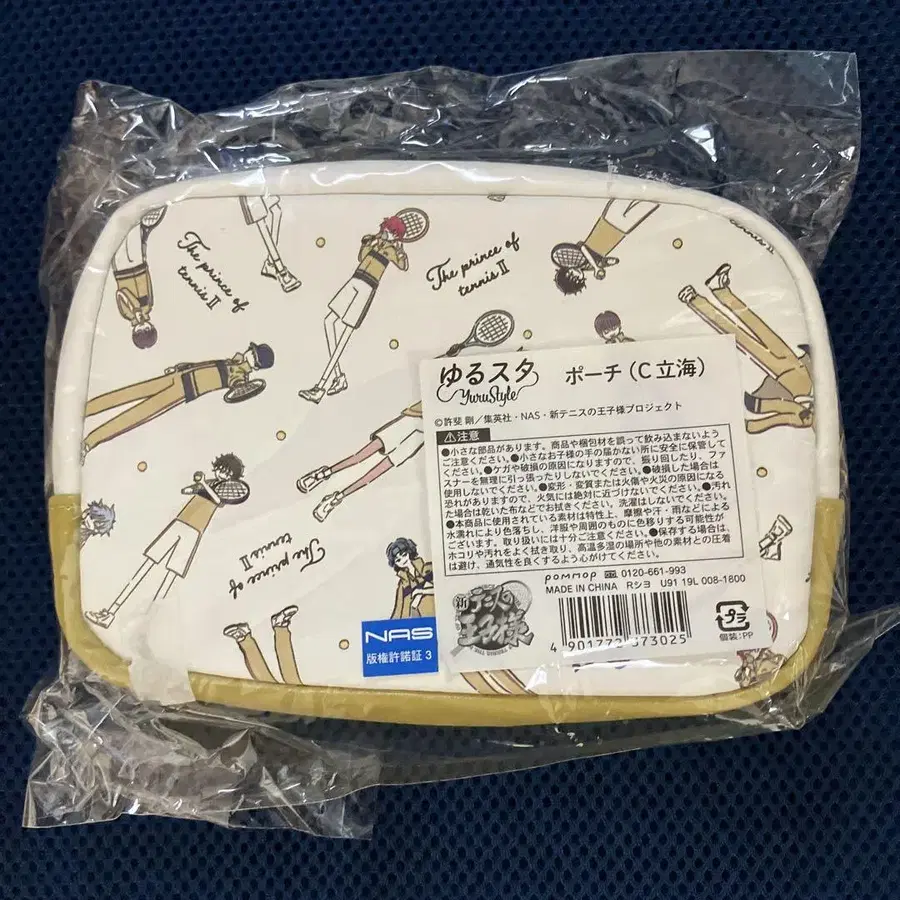 The prince of
tennis II
The prince of
tennis II
The prince of
tennis II
ゆるスタ
YuruStyle
ポーチ（C 立海）
©許斐 剛／集英社・NAS・新テニスの王子様プロジェクト
⚠注意
●小さな部品があります。商品や梱包材を誤って飲み込まないよう
ご注意ください。●小さなお子様の手の届かない所に安全に保管して
ください。●ケガや破損の原因になりますので、振り回したり、ファ
スナーを無理に引っ張ったりしないでください。●破損した場合は
使用しないでください。●変形・変質または火傷や火災の原因になる
恐れがありますので、火気には絶対に近づけないでください。●汚れ
た場合は乾いた布などでお拭きください。洗濯はしないでください。
●本商品に使用されている素材は特性上、摩擦や汗・雨などによる
水濡れにより色落ちし、洋服や周囲のものに色移りする可能性が
ございます。取り扱いには十分ご注意ください。●保存する場合は、
ホコリや汚れをよく拭き取り、高温多湿の場所や他の素材との圧着
は避け、通気性を良くするよう心がけてください。
pommop 0120-661-993
MADE IN CHINA Rシヨ U91 19L 008-1800
新テニスの
王子様
NAS
版権許諾証 3
プラ
個装:PP